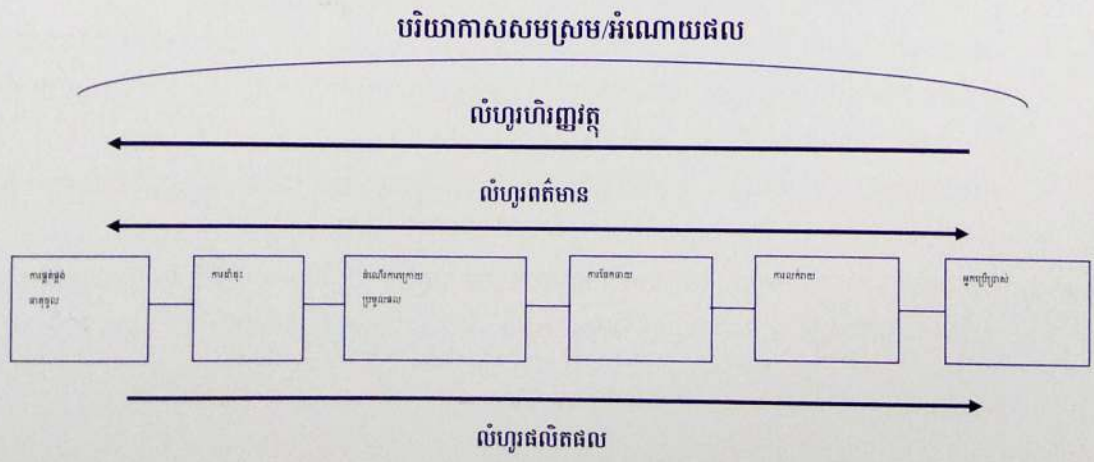 បរិយាកាសសមស្រម/អំណោយផល
លំហូរហិរញ្ញវត្ថុ
លំហូរពត៌មាន
ការផ្គត់ផ្គង់
ធាតុចូល
ការដាំដុះ
ដំណើរការក្រោយ
ប្រមូលផល
ការចែកចាយ
ការលក់រាយ
អ្នកប្រើប្រាស់
លំហូរផលិតផល